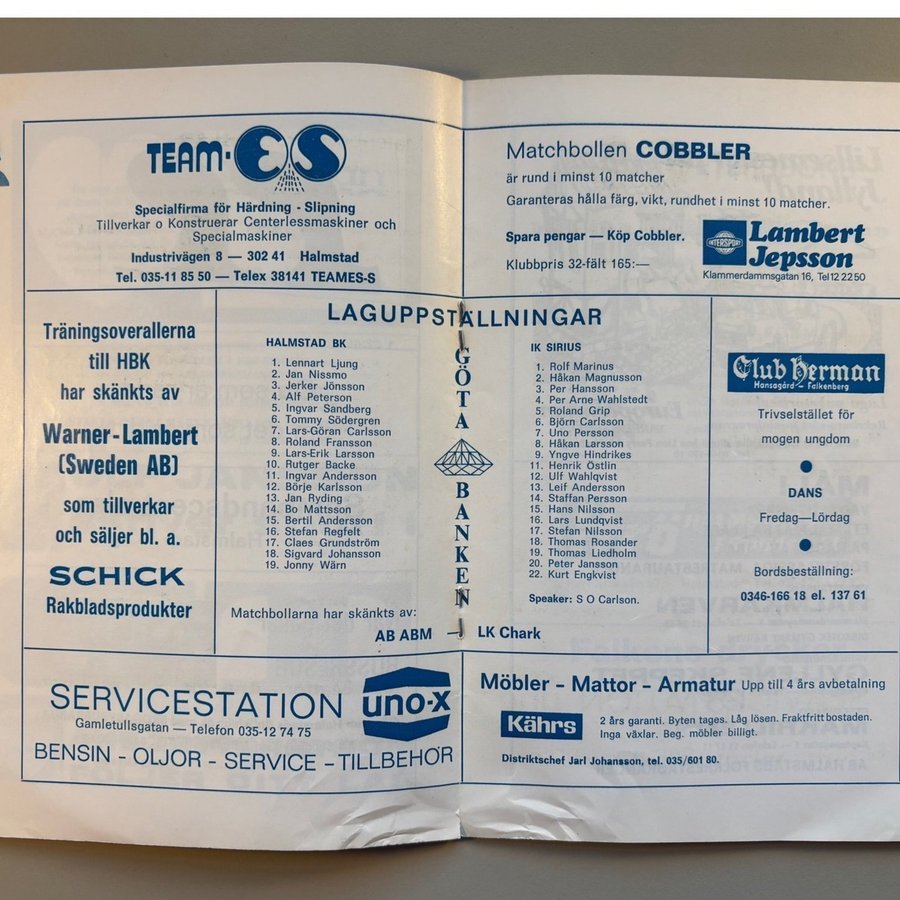 TEAM-ES
Specialfirma för Härdning - Slipning
Tillverkar o Konstruerar Centerlessmaskiner och
Specialmaskiner
Industrivägen 8 — 302 41 Halmstad
Tel. 035-11 85 50 — Telex 38141 TEAMES-S
Matchbollen COBBLER
är rund i minst 10 matcher
Garanteras hålla färg, vikt, rundhet i minst 10 matcher.
Spara pengar — Köp Cobbler.
Klubbpris 32-fält 165:—
INTERSPORT
Lambert
Jepsson
Klammerdammsgatan 16, Tel 12 22 50
Träningsoverallerna
till HBK
har skänkts av
Warner-Lambert
(Sweden AB)
som tillverkar
och säljer bl. a.
SCHICK
Rakbladsprodukter
LAGUPPSTÄLLNINGAR
HALMSTAD BK
1. Lennart Ljung
2. Jan Nissmo
3. Jerker Jönsson
4. Alf Peterson
5. Ingvar Sandberg
6. Tommy Södergren
7. Lars-Göran Carlsson
8. Roland Fransson
9. Lars-Erik Larsson
10. Rutger Backe
11. Ingvar Andersson
12. Börje Karlsson
13. Jan Ryding
14. Bo Mattsson
15. Bertil Andersson
16. Stefan Regfelt
17. Claes Grundström
18. Sigvard Johansson
19. Jonny Wärn
GÖTA
BANKEN
IK SIRIUS
1. Rolf Marinus
2. Håkan Magnusson
3. Per Hansson
4. Per Arne Wahlstedt
5. Roland Grip
6. Björn Carlsson
7. Uno Persson
8. Håkan Larsson
9. Yngve Hindrikes
11. Henrik Östlin
12. Ulf Wahlqvist
13. Leif Andersson
14. Staffan Persson
15. Hans Nilsson
16. Lars Lundqvist
17. Stefan Nilsson
18. Thomas Rosander
19. Thomas Liedholm
20. Peter Jansson
22. Kurt Engkvist
Speaker: S O Carlson.
Matchbollarna har skänkts av:
AB ABM — LK Chark
Club Herman
Hansagård - Falkenberg
Trivselstället för
mogen ungdom
DANS
Fredag—Lördag
Bordsbeställning:
0346-166 18 el. 137 61
SERVICESTATION
uno-x
Gamletullsgatan — Telefon 035-12 74 75
BENSIN - OLJOR - SERVICE - TILLBEHÖR
Möbler - Mattor - Armatur Upp till 4 års avbetalning
Kährs
2 års garanti. Byten tages. Låg lösen. Fraktfritt bostaden.
Inga växlar. Beg. möbler billigt.
Distriktschef Jarl Johansson, tel. 035/601 80.